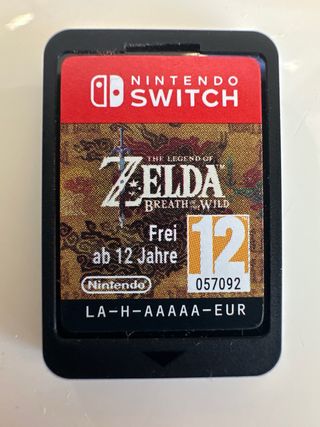 NINTENDO
SWITCH
THE LEGEND OF
ZELDA
BREATH OF THE WILD
Frei
ab 12 Jahre
12
057092
Nintendo
LA-H-AAAAA-EUR